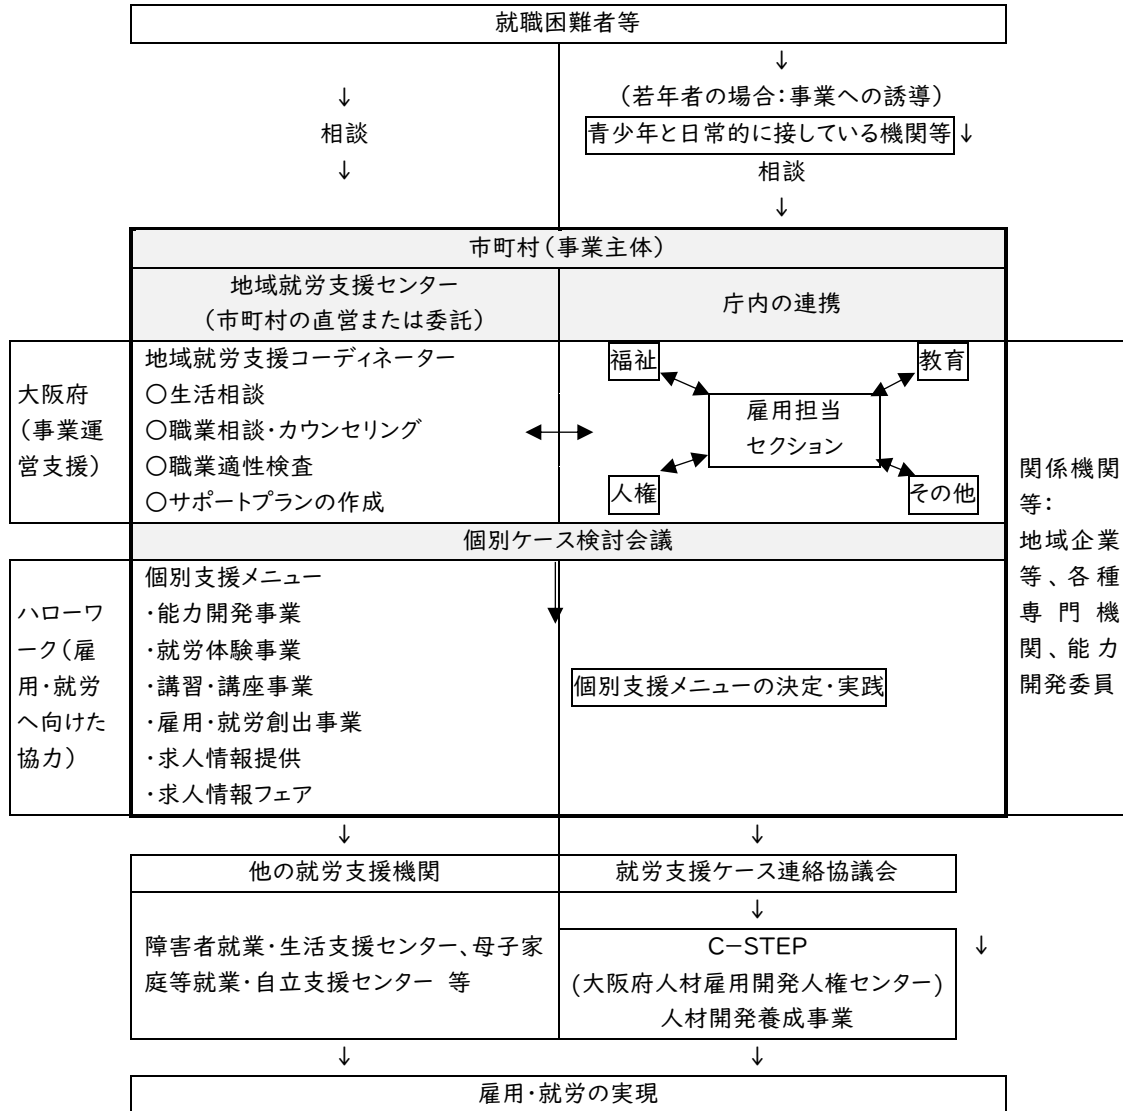 就職困難者等
↓
相談
↓
↓
（若年者の場合：事業への誘導）
青少年と日常的に接している機関等↓
相談
↓
市町村（事業主体）
地域就労支援センター
（市町村の直営または委託）
庁内の連携
大阪府
（事業運
営支援）
地域就労支援コーディネーター
○生活相談
○職業相談・カウンセリング
○職業適性検査
○サポートプランの作成
福祉
教育
雇用担当
セクション
人権
その他
関係機関
等：
地域企業
等、各種
専門機
関、能力
開発委員
個別ケース検討会議
ハローワ
ーク（雇
用・就労
へ向けた
協力）
個別支援メニュー
・能力開発事業
・就労体験事業
・講習・講座事業
・雇用・就労創出事業
・求人情報提供
・求人情報フェア
個別支援メニューの決定・実践
↓
↓
他の就労支援機関
就労支援ケース連絡協議会
↓
障害者就業・生活支援センター、母子家
庭等就業・自立支援センター 等
C－STEP
(大阪府人材雇用開発人権センター)
人材開発養成事業
↓
↓
↓
雇用・就労の実現